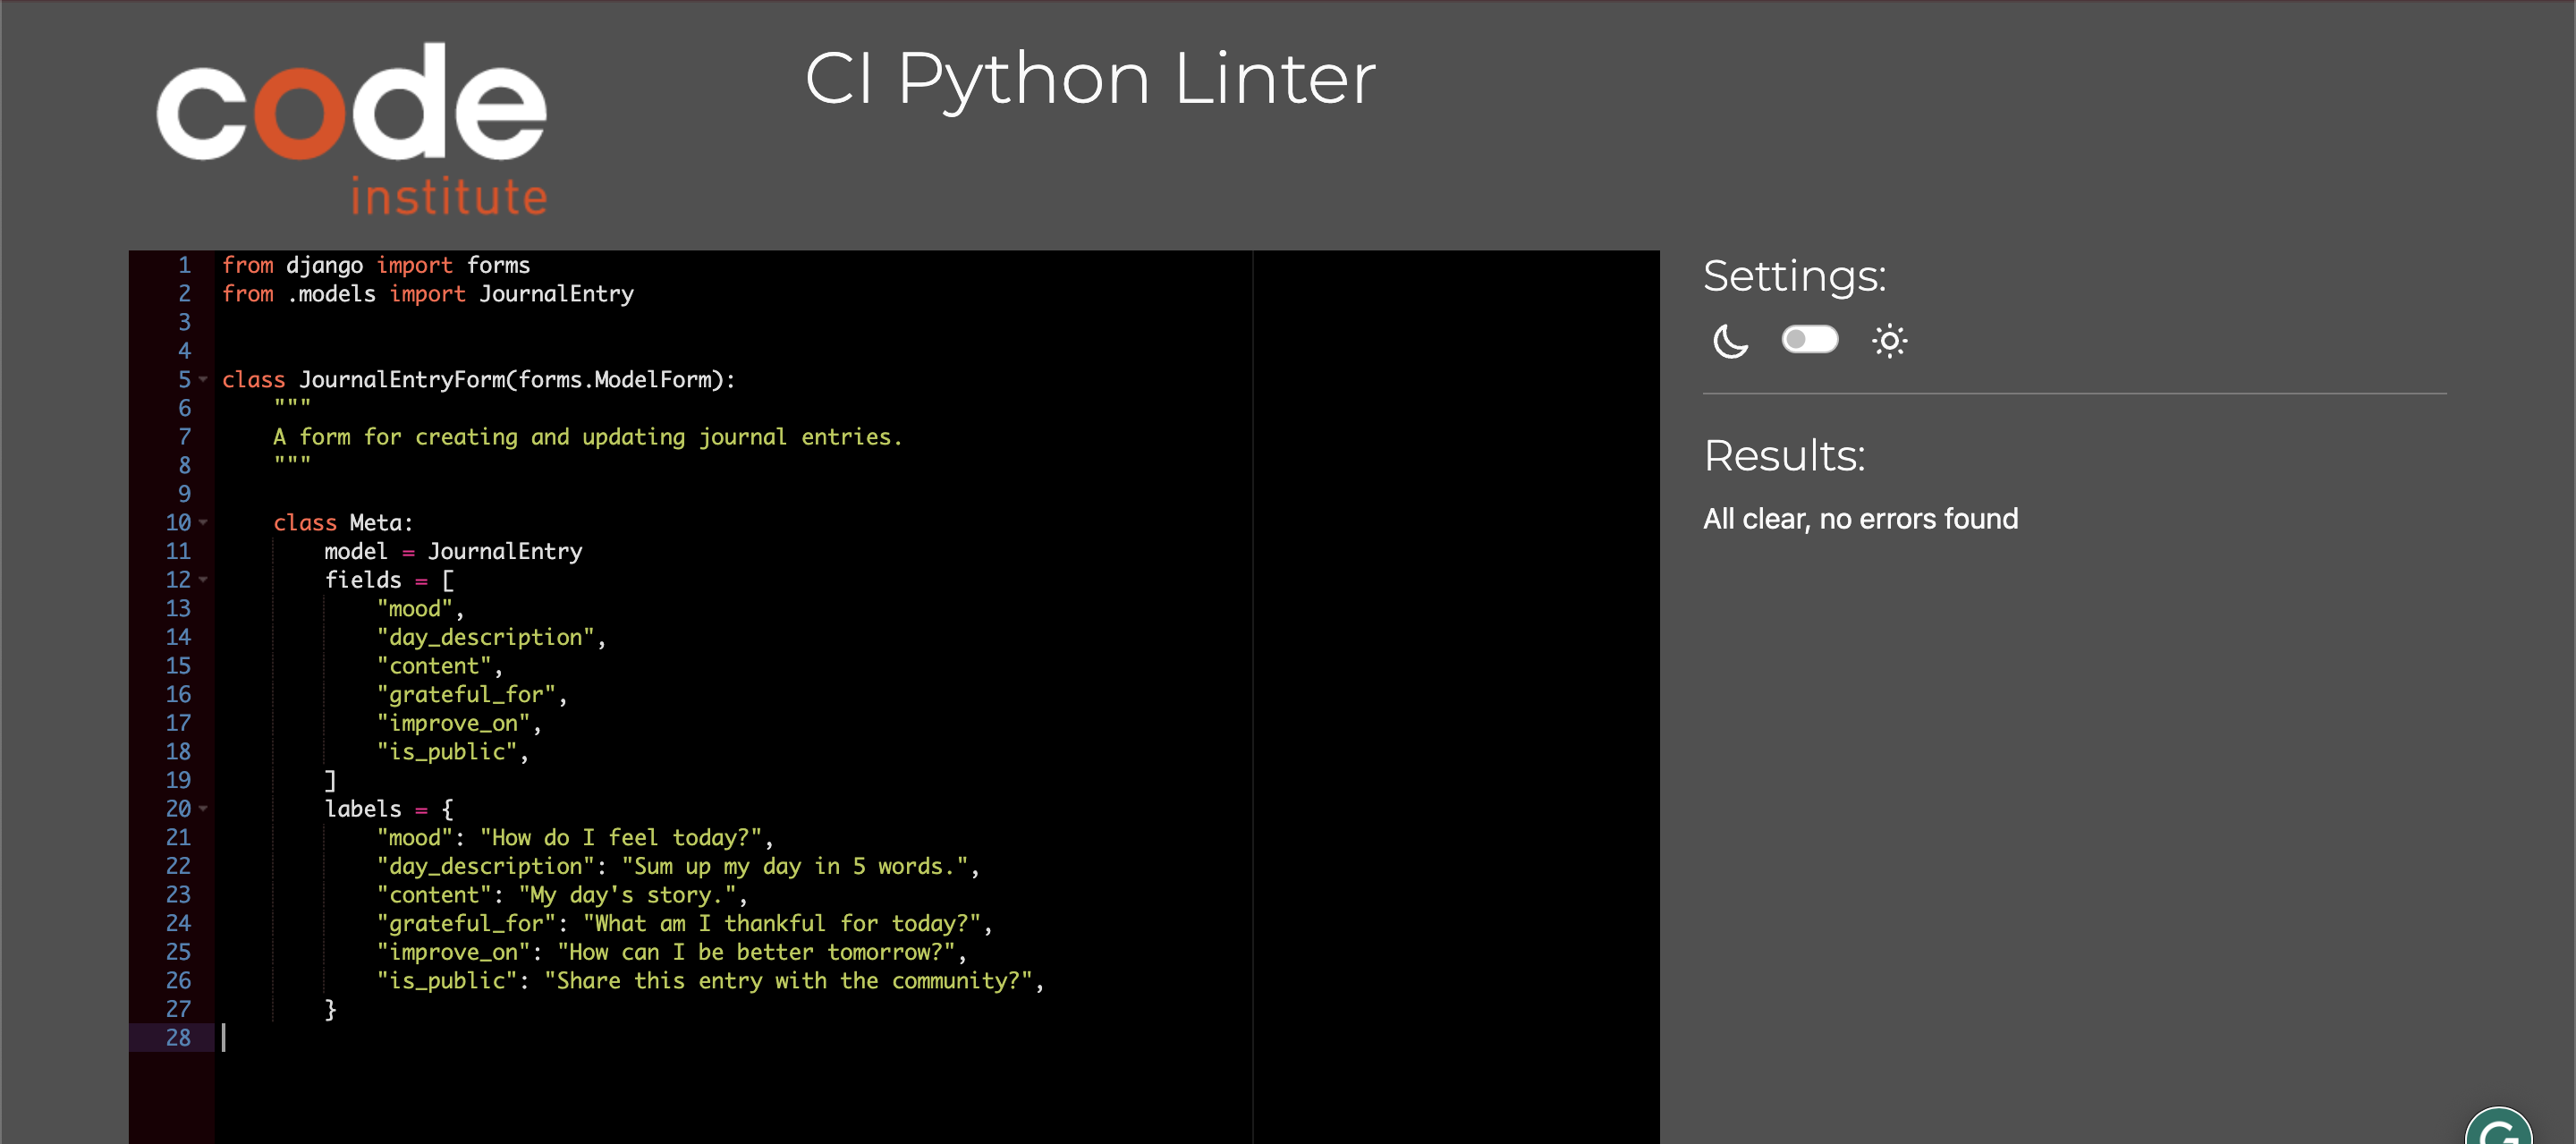 code
institute
CI Python Linter
1 from django import forms
2 from .models import JournalEntry
3
4
5 class JournalEntryForm(forms.ModelForm):
6     """
7     A form for creating and updating journal entries.
8     """
9
10     class Meta:
11         model = JournalEntry
12         fields = [
13             "mood",
14             "day_description",
15             "content",
16             "grateful_for",
17             "improve_on",
18             "is_public",
19         ]
20         labels = {
21             "mood": "How do I feel today?",
22             "day_description": "Sum up my day in 5 words.",
23             "content": "My day's story.",
24             "grateful_for": "What am I thankful for today?",
25             "improve_on": "How can I be better tomorrow?",
26             "is_public": "Share this entry with the community?",
27         }
28
Settings:
Results:
All clear, no errors found